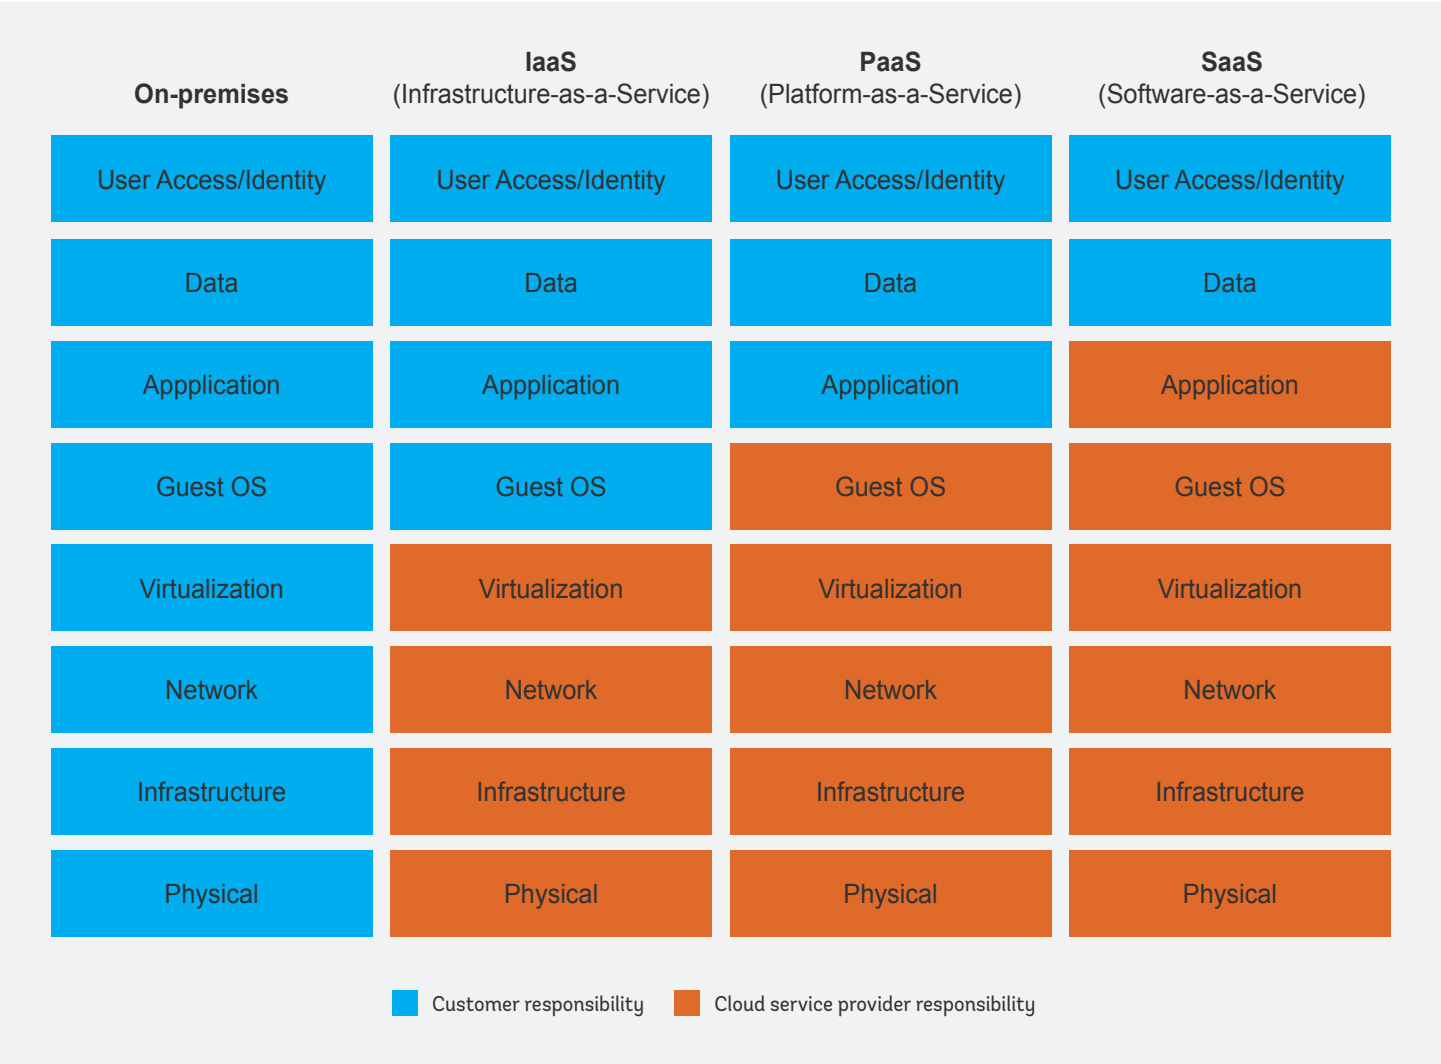 On-premises
IaaS
(Infrastructure-as-a-Service)
PaaS
(Platform-as-a-Service)
SaaS
(Software-as-a-Service)
User Access/Identity
User Access/Identity
User Access/Identity
User Access/Identity
Data
Data
Data
Data
Appplication
Appplication
Appplication
Appplication
Guest OS
Guest OS
Guest OS
Guest OS
Virtualization
Virtualization
Virtualization
Virtualization
Network
Network
Network
Network
Infrastructure
Infrastructure
Infrastructure
Infrastructure
Physical
Physical
Physical
Physical
Customer responsibility
Cloud service provider responsibility